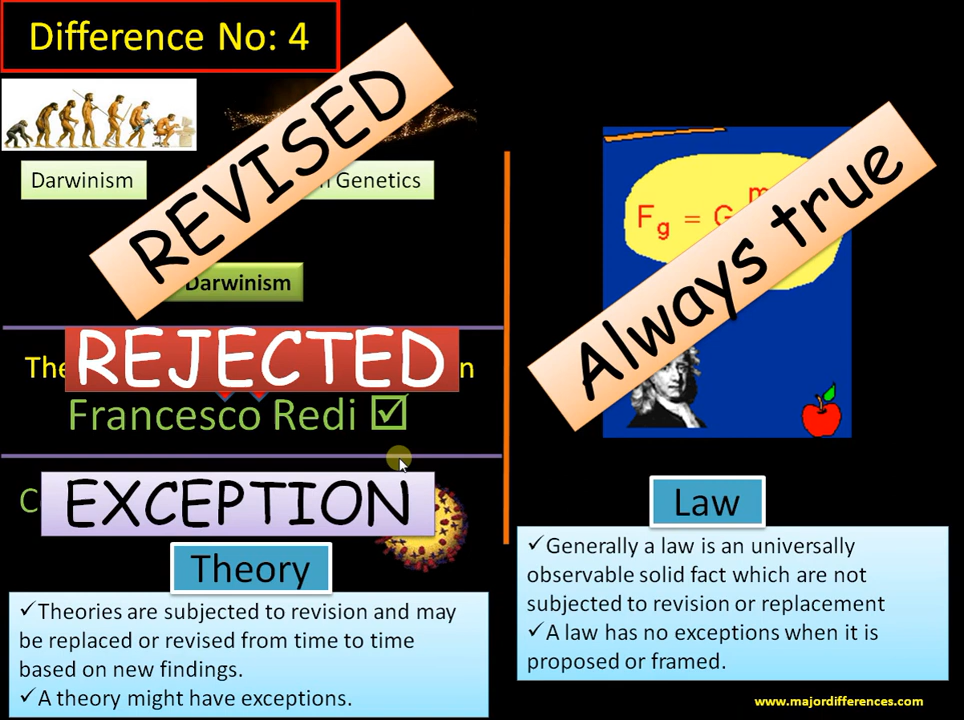 Difference No: 4
REVISED
Darwinism
Genetics
Darwinism
REJECTED
Francesco Redi ☑
EXCEPTION
Theory
✓Theories are subjected to revision and may
be replaced or revised from time to time
based on new findings.
✓A theory might have exceptions.
Fg = G
Always true
Law
✓Generally a law is an universally
observable solid fact which are not
subjected to revision or replacement
✓A law has no exceptions when it is
proposed or framed.
www.majordifferences.com